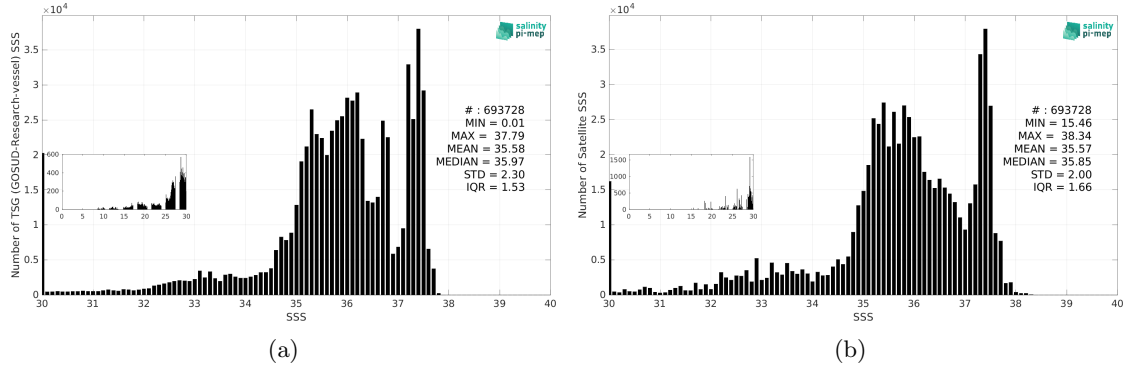 ×10⁴
salinity
pi-mep
Number of TSG (GOSUD-Research-vessel) SSS
3.5
3
2.5
2
1.5
1
0.5
0
# : 693728
MIN = 0.01
MAX = 37.79
MEAN = 35.58
MEDIAN = 35.97
STD = 2.30
IQR = 1.53
600
400
200
0
0 5 10 15 20 25 30
30 31 32 33 34 35 36 37 38 39 40
SSS
(a)
×10⁴
salinity
pi-mep
Number of Satellite SSS
3.5
3
2.5
2
1.5
1
0.5
0
# : 693728
MIN = 15.46
MAX = 38.34
MEAN = 35.57
MEDIAN = 35.85
STD = 2.00
IQR = 1.66
1500
1000
500
0
0 5 10 15 20 25 30
30 31 32 33 34 35 36 37 38 39 40
SSS
(b)